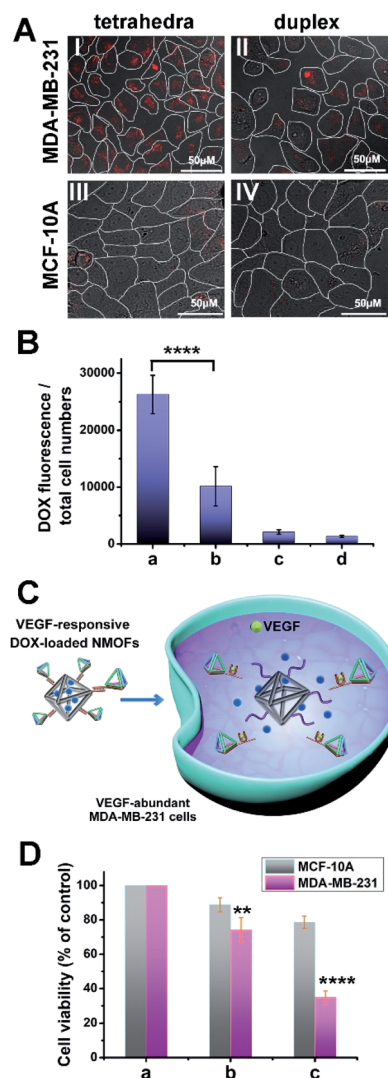 A
tetrahedra duplex
MDA-MB-231
I
50μM
II
50μM
MCF-10A
III
50μM
IV
50μM
B
****
DOX fluorescence /
total cell numbers
30000
20000
10000
0
a b c d
C
VEGF-responsive
DOX-loaded NMOFs
VEGF
VEGF-abundant
MDA-MB-231 cells
D
MCF-10A
MDA-MB-231
Cell viability (% of control)
100
80
60
40
20
0
**
****
a b c